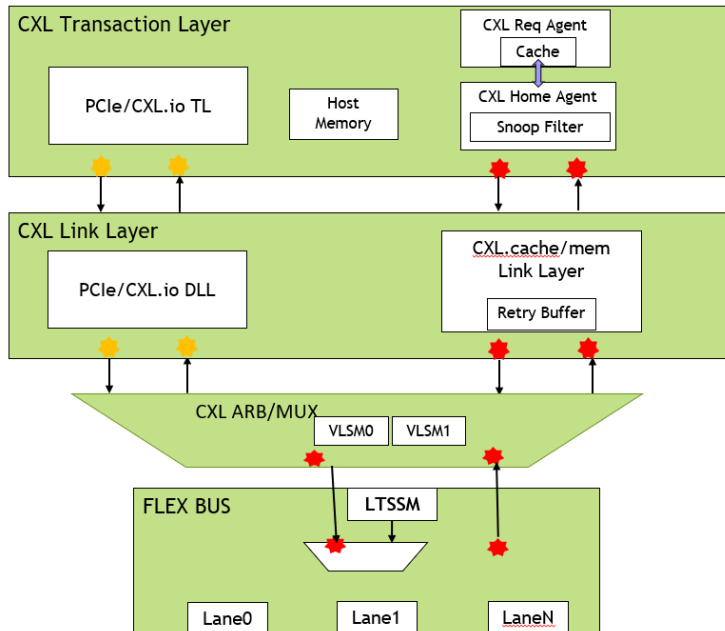 CXL Transaction Layer
CXL Req Agent
Cache
PCIe/CXL.io TL
Host
Memory
CXL Home Agent
Snoop Filter
CXL Link Layer
CXL.cache/mem
Link Layer
PCIe/CXL.io DLL
Retry Buffer
CXL ARB/MUX
VLSM0
VLSM1
FLEX BUS
LTSSM
Lane0
Lane1
LaneN